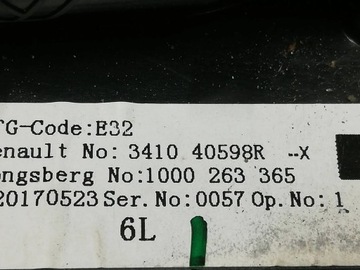 TG-Code:E32
enault No: 3410 40598R --X
ongsberg No:1000 263 365
20170523 Ser.No:0057 Op.No: 1
6L